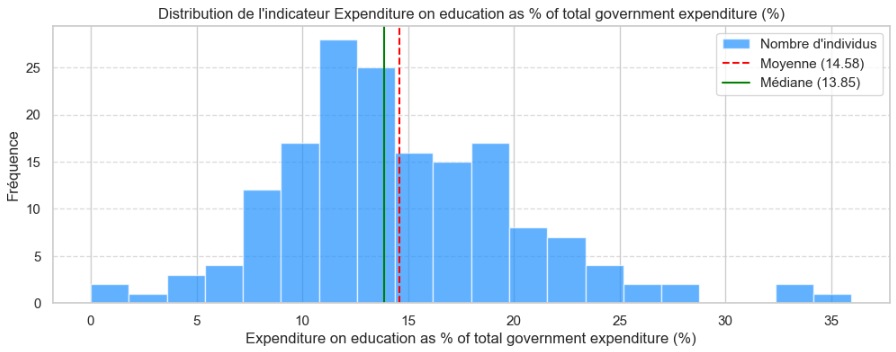 Distribution de l'indicateur Expenditure on education as % of total government expenditure (%)
Nombre d'individus
Moyenne (14.58)
Médiane (13.85)
Fréquence
25
20
15
10
5
0
0 5 10 15 20 25 30 35
Expenditure on education as % of total government expenditure (%)